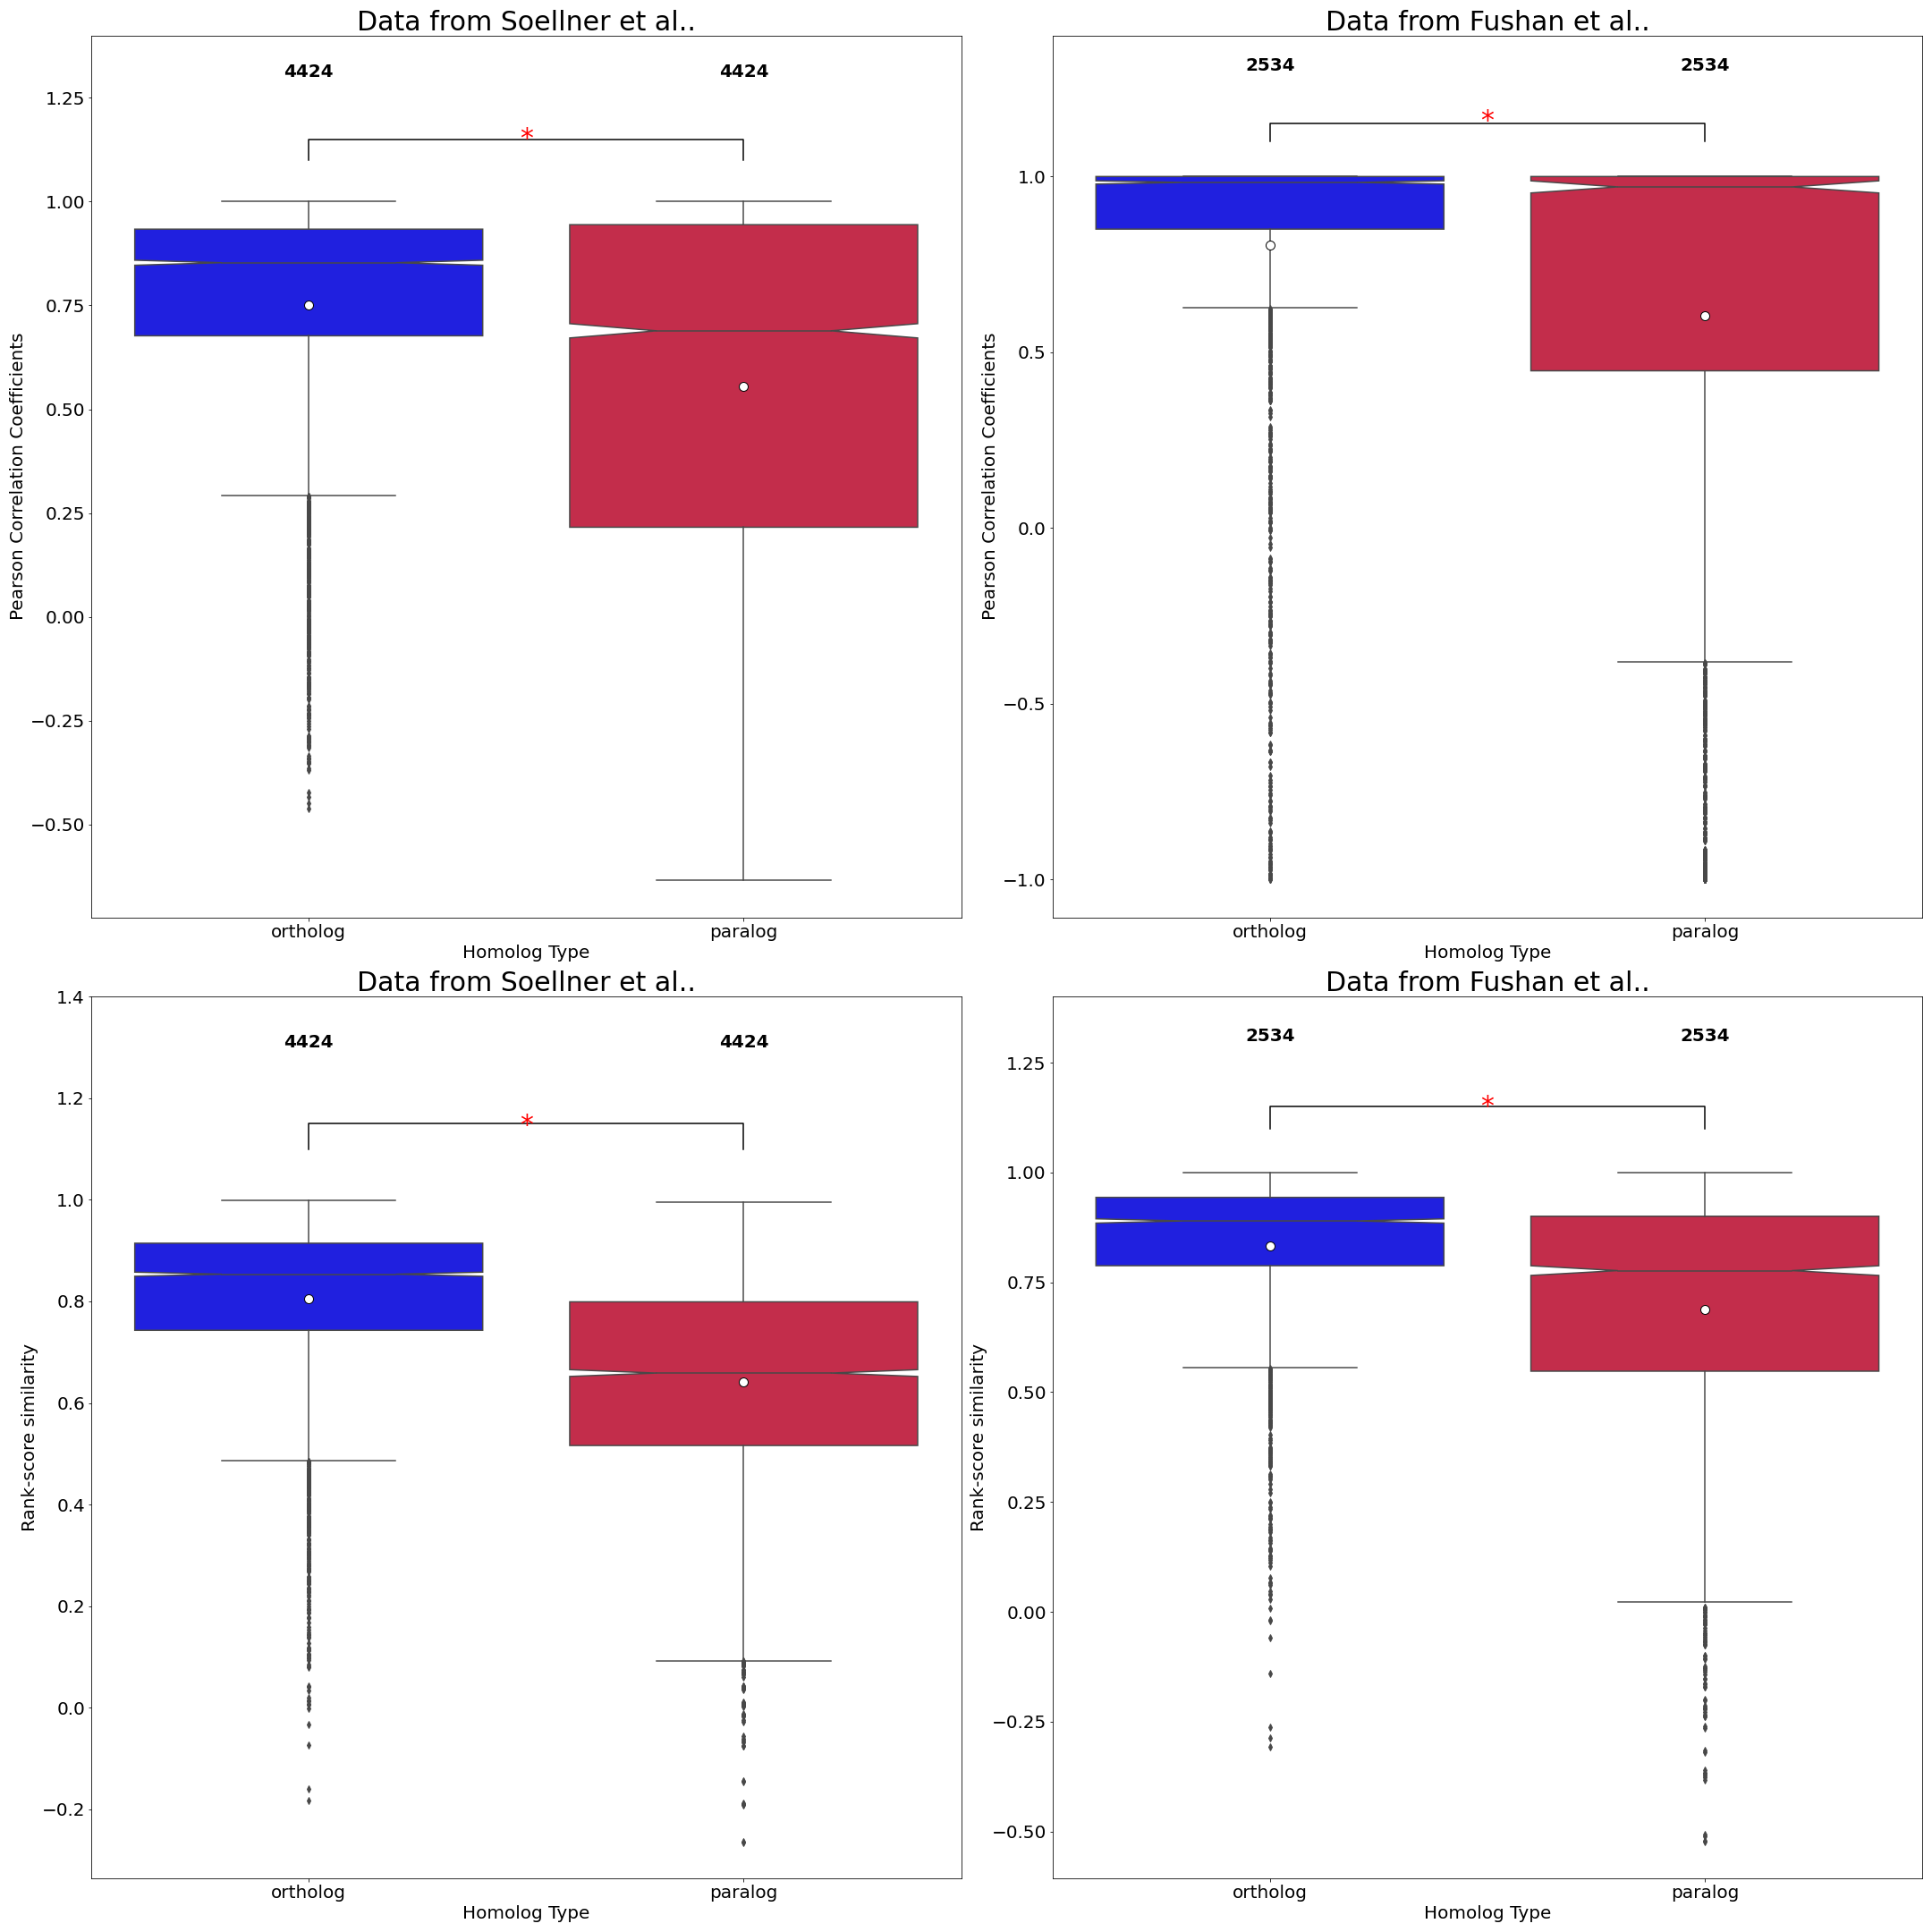 Data from Soellner et al..
4424 4424
*
1.25
1.00
0.75
0.50
0.25
0.00
−0.25
−0.50
Pearson Correlation Coefficients
ortholog paralog
Homolog Type
Data from Fushan et al..
2534 2534
*
1.0
0.5
0.0
−0.5
−1.0
Pearson Correlation Coefficients
ortholog paralog
Homolog Type
Data from Soellner et al..
4424 4424
*
1.4
1.2
1.0
0.8
0.6
0.4
0.2
0.0
−0.2
Rank-score similarity
ortholog paralog
Homolog Type
Data from Fushan et al..
2534 2534
*
1.25
1.00
0.75
0.50
0.25
0.00
−0.25
−0.50
Rank-score similarity
ortholog paralog
Homolog Type